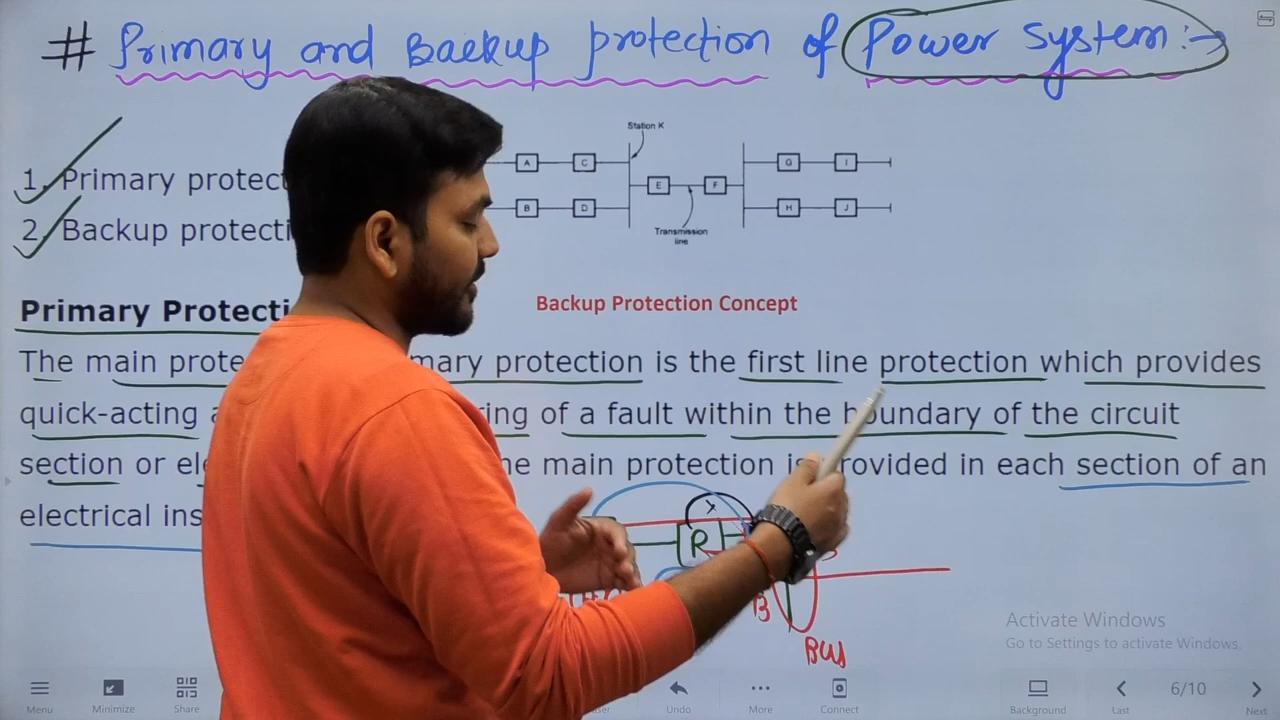 # Primary and Backup protection of Power System:-
Station K
A C G I
E F
B D H J
Transmission
line
1. Primary protect
2. Backup protecti
Backup Protection Concept
Primary Protecti
The main prote mary protection is the first line protection which provides
quick-acting a ring of a fault within the boundary of the circuit
section or ele he main protection is provided in each section of an
electrical ins
R
B
Bus
Activate Windows
Go to Settings to activate Windows.
Menu Minimize Share Undo More Connect Background Last 6/10 Next